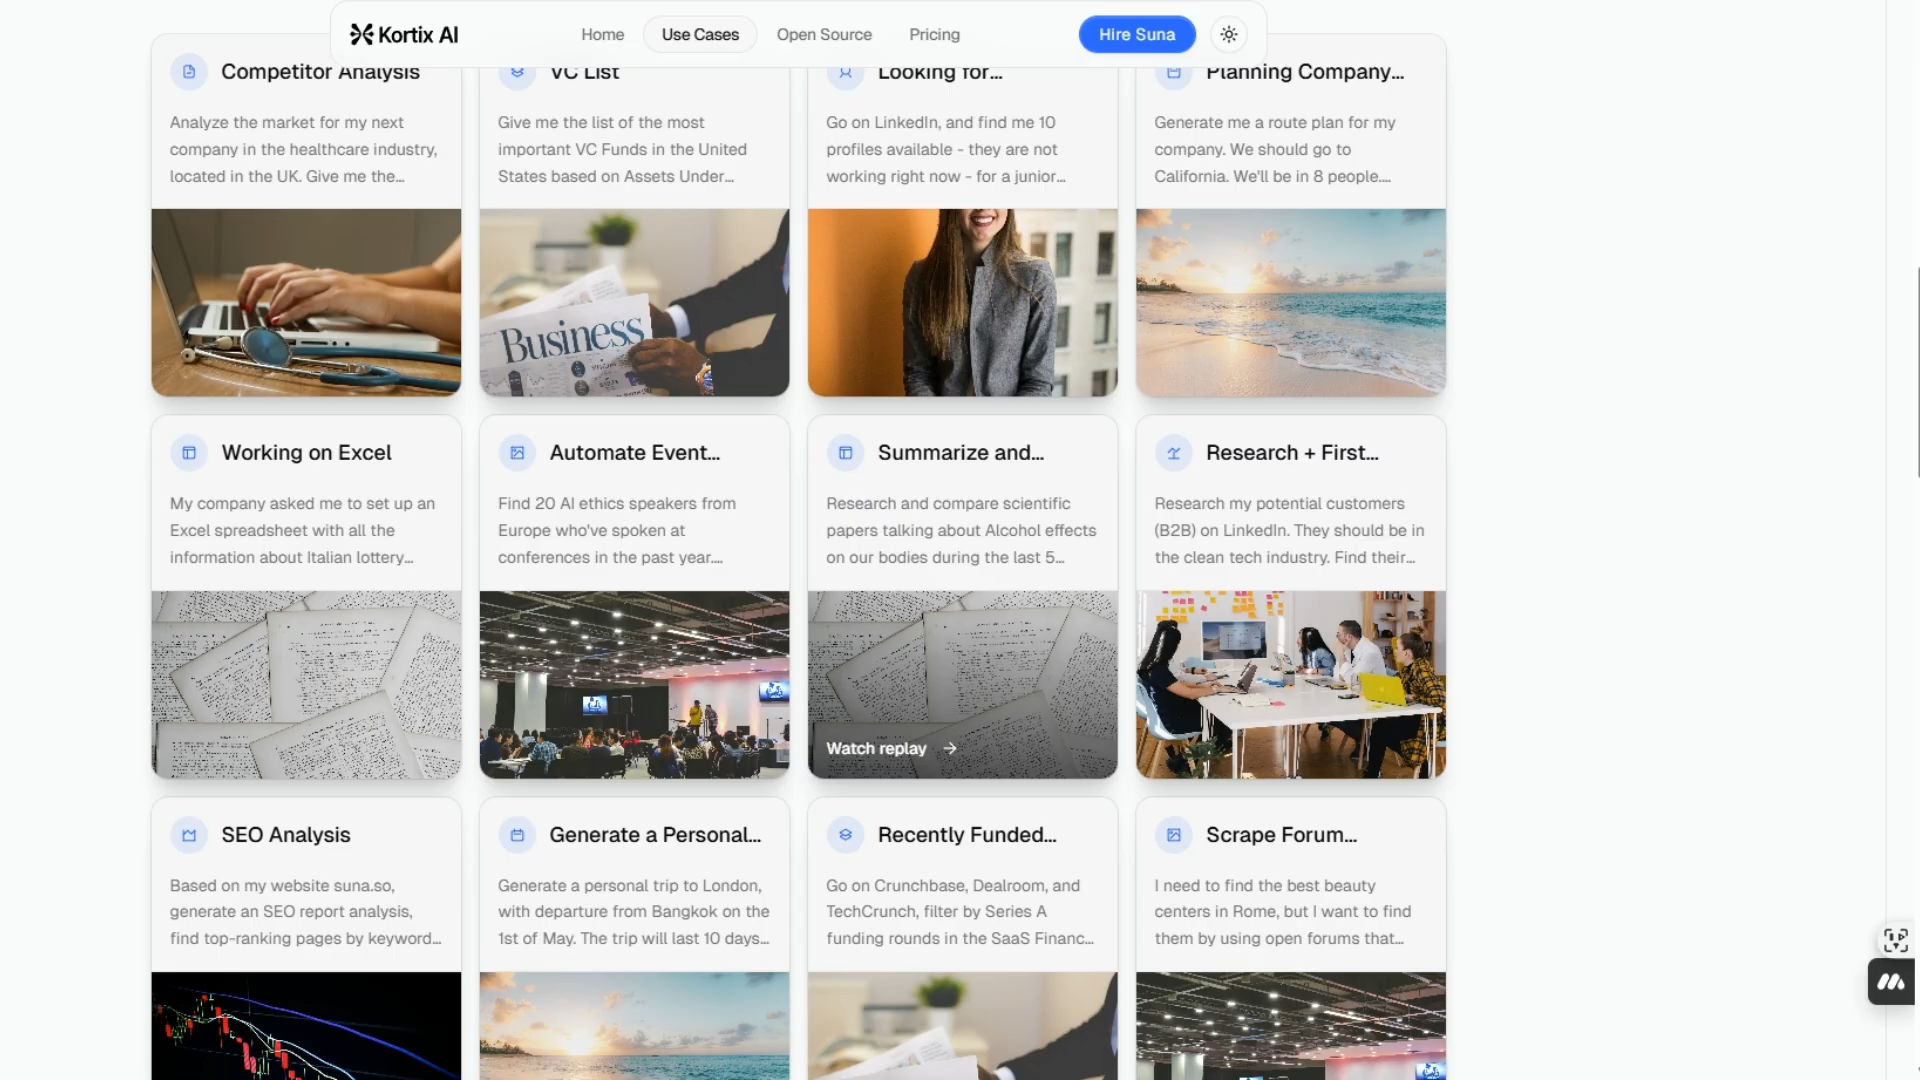 Kortix AI
Home
Use Cases
Open Source
Pricing
Hire Suna
Competitor Analysis
Analyze the market for my next
company in the healthcare industry,
located in the UK. Give me the...
VC List
Give me the list of the most
important VC Funds in the United
States based on Assets Under...
Looking for...
Go on LinkedIn, and find me 10
profiles available - they are not
working right now - for a junior...
Planning Company...
Generate me a route plan for my
company. We should go to
California. We'll be in 8 people....
Business
Working on Excel
My company asked me to set up an
Excel spreadsheet with all the
information about Italian lottery...
Automate Event...
Find 20 AI ethics speakers from
Europe who've spoken at
conferences in the past year....
Summarize and...
Research and compare scientific
papers talking about Alcohol effects
on our bodies during the last 5...
Watch replay →
Research + First...
Research my potential customers
(B2B) on LinkedIn. They should be in
the clean tech industry. Find their...
SEO Analysis
Based on my website suna.so,
generate an SEO report analysis,
find top-ranking pages by keyword...
Generate a Personal...
Generate a personal trip to London,
with departure from Bangkok on the
1st of May. The trip will last 10 days...
Recently Funded...
Go on Crunchbase, Dealroom, and
TechCrunch, filter by Series A
funding rounds in the SaaS Financ...
Scrape Forum...
I need to find the best beauty
centers in Rome, but I want to find
them by using open forums that...